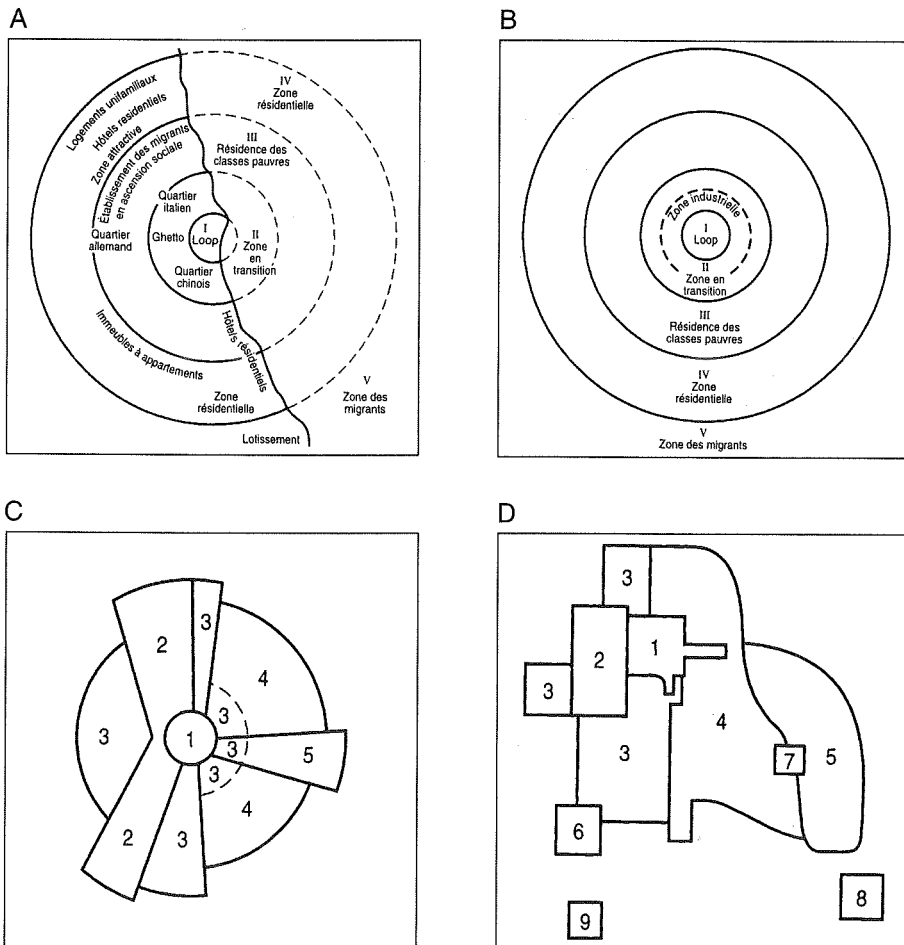 A
Logements unifamiliaux
Hôtels residentiels
Zone attractive
Établissement des migrants
en ascension sociale
Quartier
allemand
Quartier
italien
Ghetto
Quartier
chinois
I
Loop
II
Zone
en
transition
III
Résidence des
classes pauvres
IV
Zone
résidentielle
Immeubles à appartements
Hôtels résidentiels
Zone
résidentielle
V
Zone des
migrants
Lotissement
B
Zone industrielle
I
Loop
II
Zone en
transition
III
Résidence des
classes pauvres
IV
Zone
résidentielle
V
Zone des migrants
C
2
3
4
3
3
1
3
5
3
4
2
3
D
3
1
2
3
4
3
7
5
6
8
9